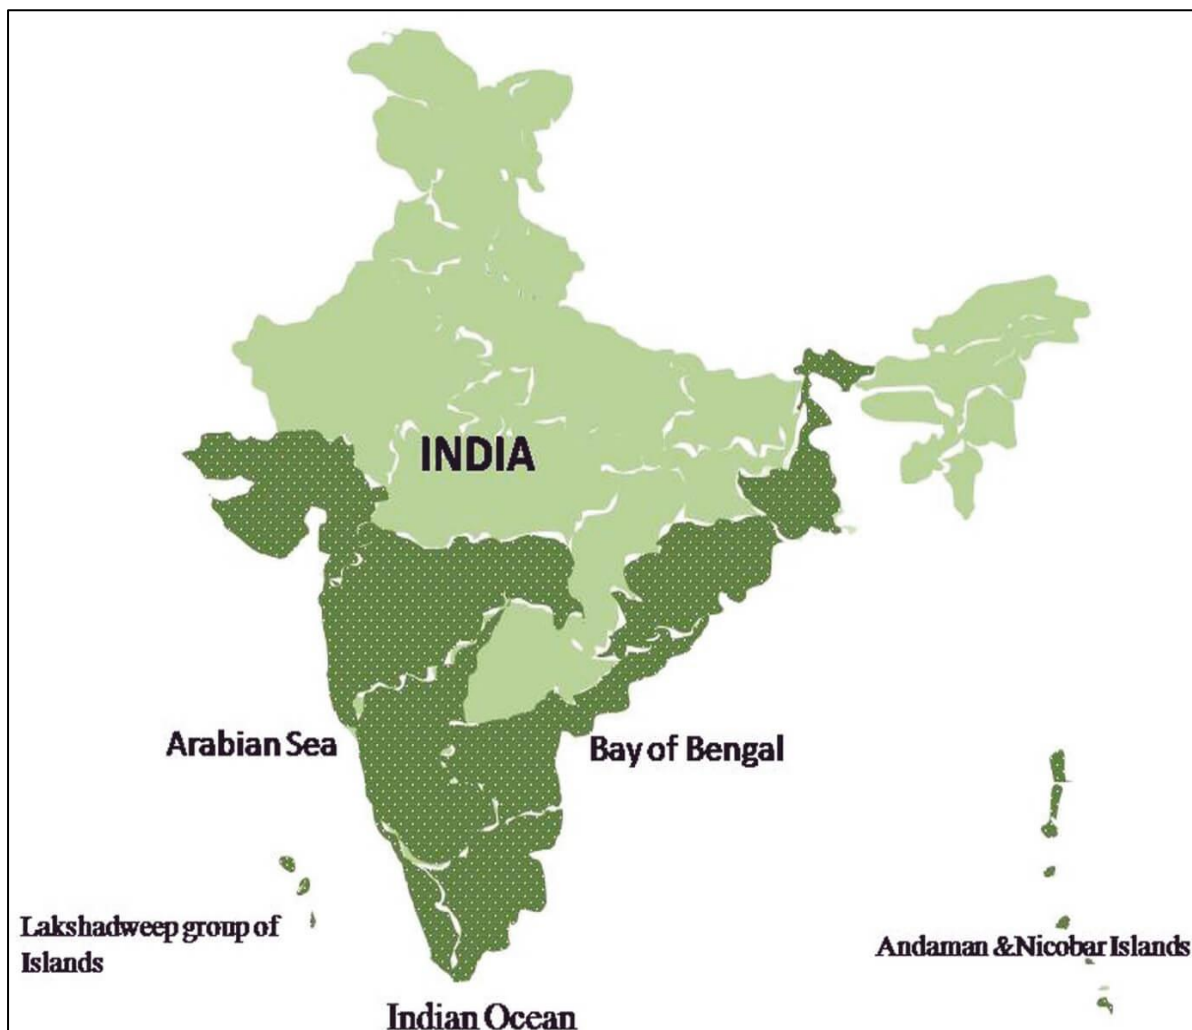 INDIA
Arabian Sea
Bay of Bengal
Lakshadweep group of
Islands
Andaman &Nicobar Islands
Indian Ocean